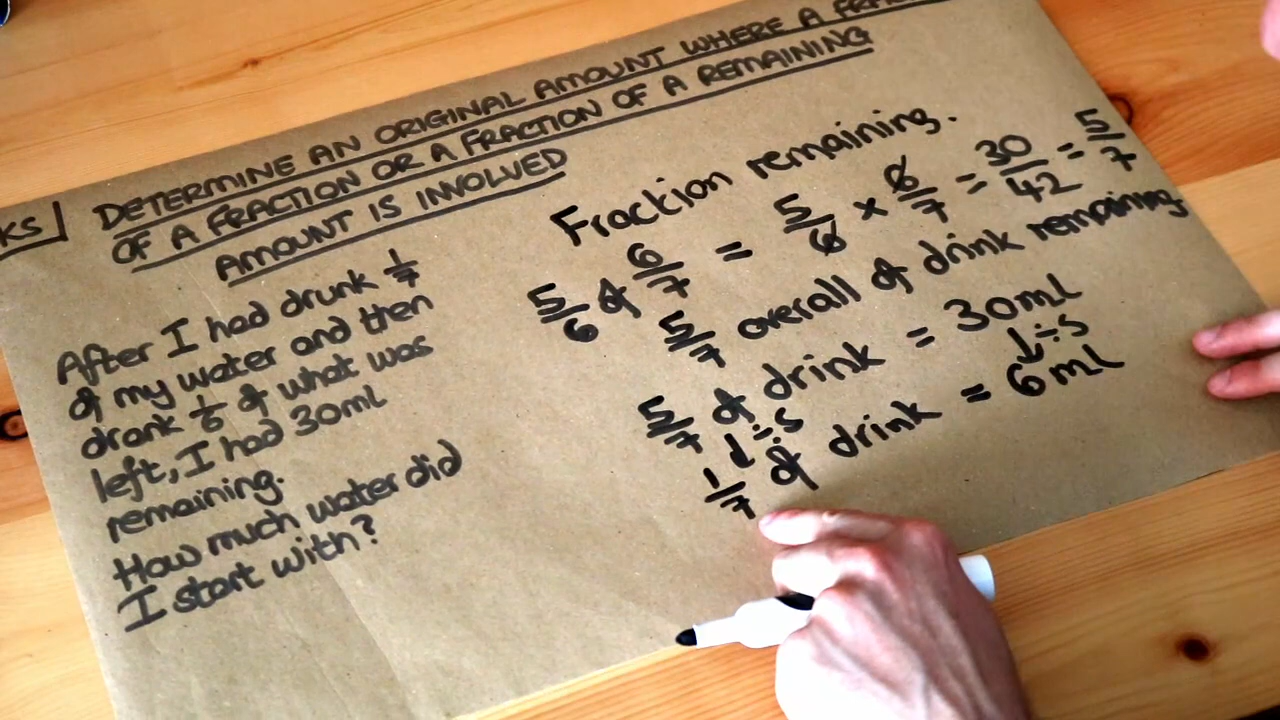 KS
DETERMINE AN ORIGINAL AMOUNT WHERE A
OF A FRACTION OR A FRACTION OF A REMAINING
AMOUNT IS INVOLVED
After I had drunk 1/7
of my water and then
drank 1/6 of what was
left, I had 30ml
remaining.
How much water did
I start with?
Fraction remaining.
5/6 of 6/7 = 5/6 × 6/7 = 30/42 = 5/7
5/7 overall of drink remaining
5/7 of drink = 30ml
↓÷5 ↓÷5
1/7 of drink = 6ml